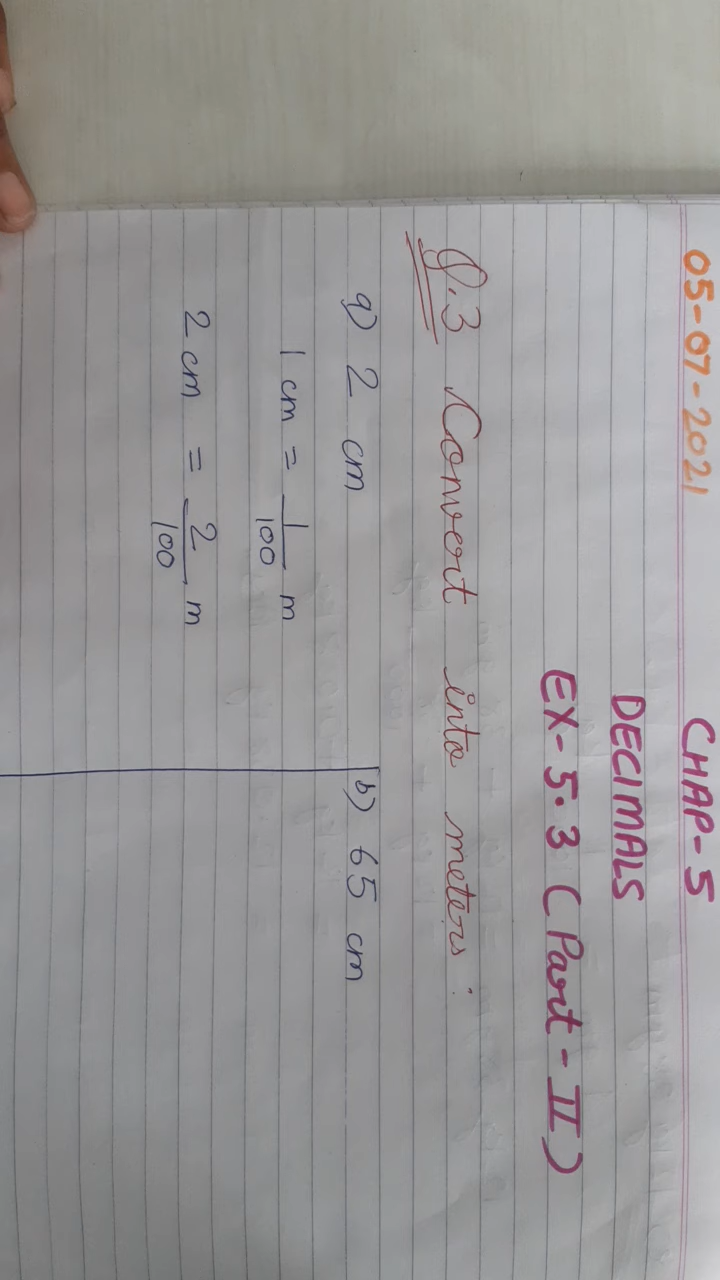 05-07-2021
CHAP-5
DECIMALS
EX-5.3 (Part-II)
Q.3 Convert into meters:
a) 2 cm
1 cm = 1/100 m
2 cm = 2/100 m
b) 65 cm